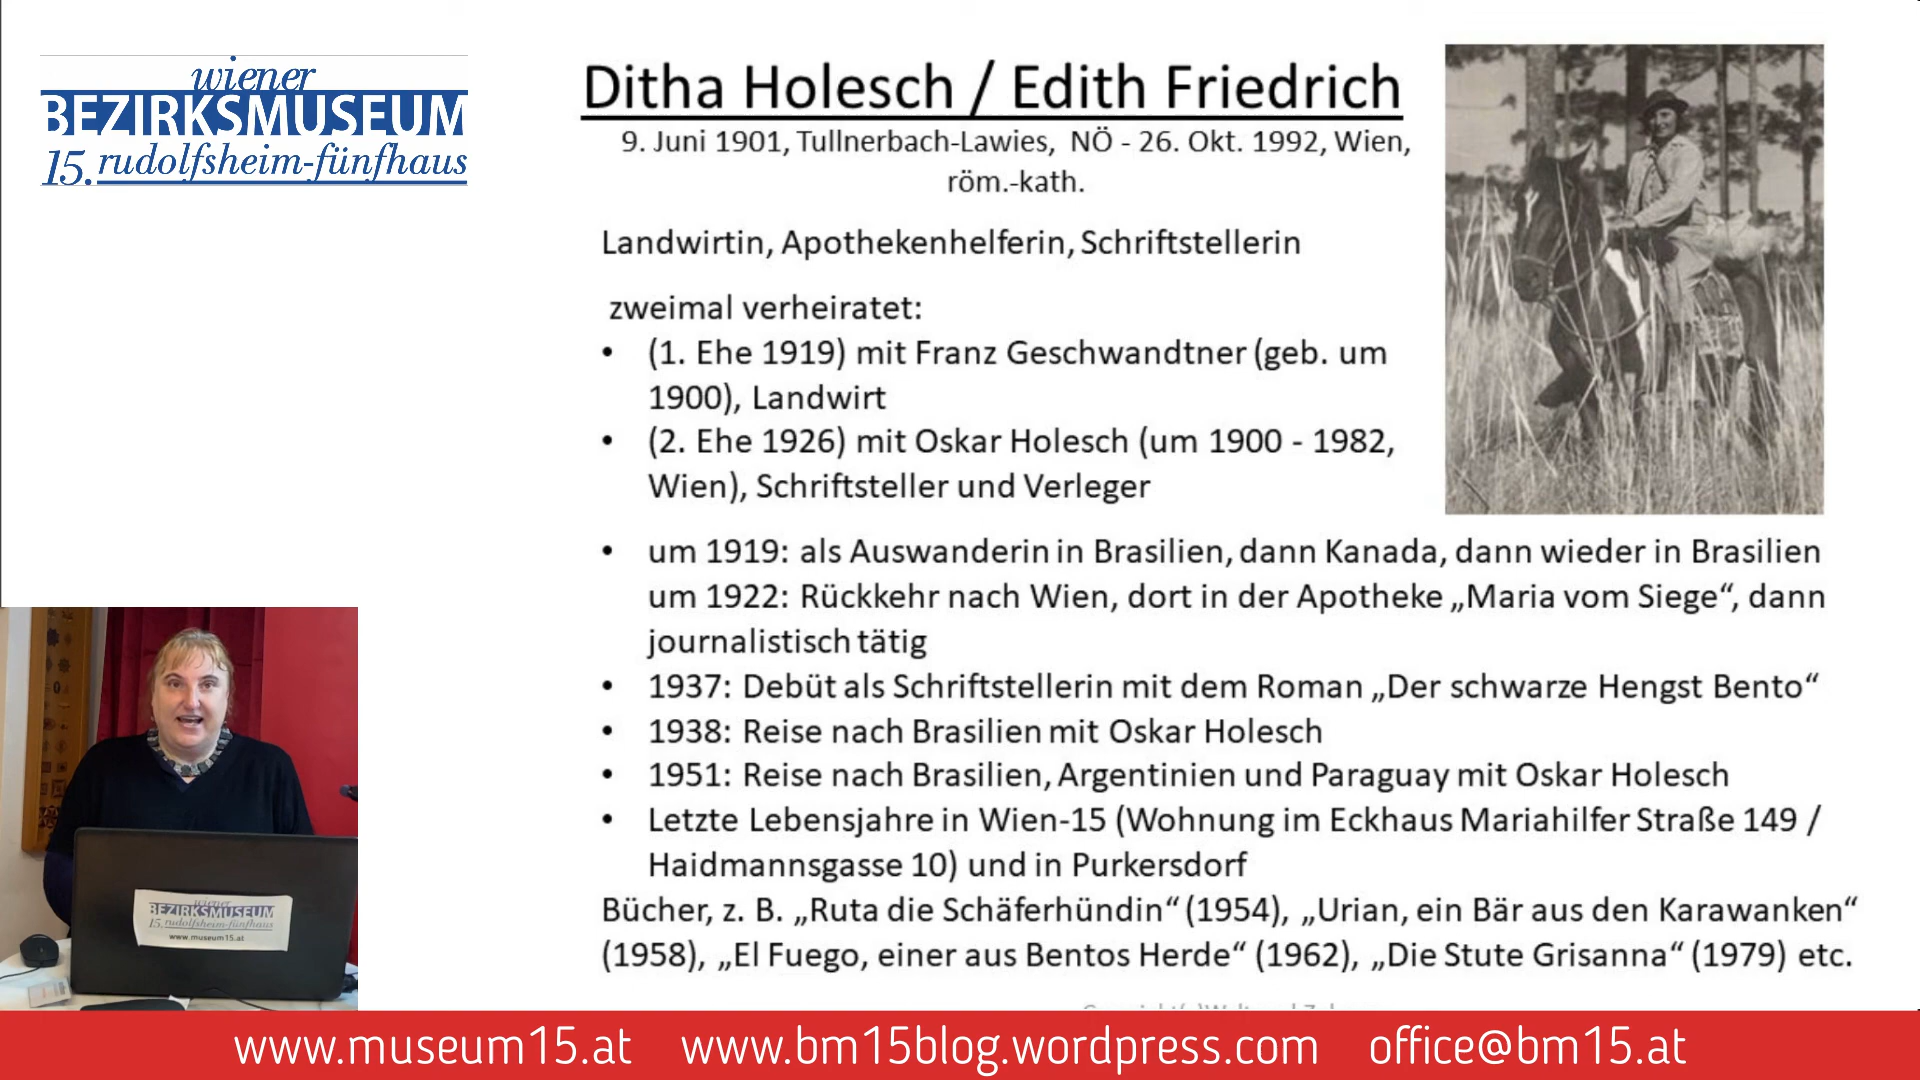 wiener
BEZIRKSMUSEUM
15. rudolfsheim-fünfhaus
Ditha Holesch / Edith Friedrich
9. Juni 1901, Tullnerbach-Lawies, NÖ - 26. Okt. 1992, Wien,
röm.-kath.
Landwirtin, Apothekenhelferin, Schriftstellerin
zweimal verheiratet:
• (1. Ehe 1919) mit Franz Geschwandtner (geb. um
1900), Landwirt
• (2. Ehe 1926) mit Oskar Holesch (um 1900 - 1982,
Wien), Schriftsteller und Verleger
• um 1919: als Auswanderin in Brasilien, dann Kanada, dann wieder in Brasilien
um 1922: Rückkehr nach Wien, dort in der Apotheke „Maria vom Siege“, dann
journalistisch tätig
• 1937: Debüt als Schriftstellerin mit dem Roman „Der schwarze Hengst Bento“
• 1938: Reise nach Brasilien mit Oskar Holesch
• 1951: Reise nach Brasilien, Argentinien und Paraguay mit Oskar Holesch
• Letzte Lebensjahre in Wien-15 (Wohnung im Eckhaus Mariahilfer Straße 149 /
Haidmannsgasse 10) und in Purkersdorf
Bücher, z. B. „Ruta die Schäferhündin“ (1954), „Urian, ein Bär aus den Karawanken“
(1958), „El Fuego, einer aus Bentos Herde“ (1962), „Die Stute Grisanna“ (1979) etc.
wiener
BEZIRKSMUSEUM
15. rudolfsheim-fünfhaus
www.museum15.at
www.museum15.at www.bm15blog.wordpress.com office@bm15.at